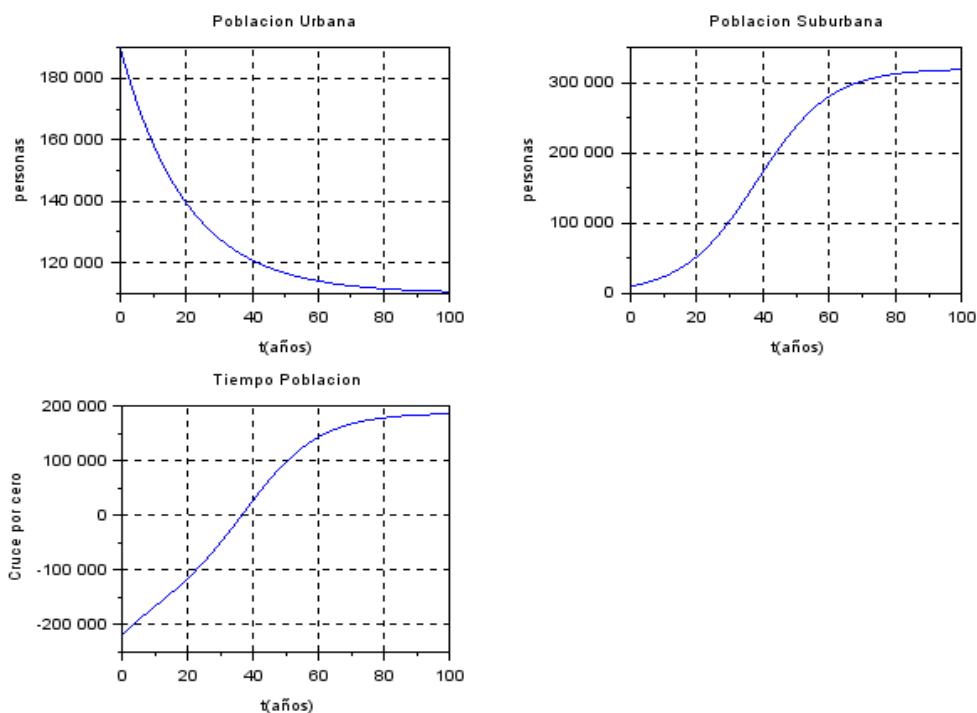 Poblacion Urbana
180 000
160 000
140 000
120 000
personas
0 20 40 60 80 100
t(años)
Poblacion Suburbana
300 000
200 000
100 000
0
personas
0 20 40 60 80 100
t(años)
Tiempo Poblacion
200 000
100 000
0
-100 000
-200 000
Cruce por cero
0 20 40 60 80 100
t(años)